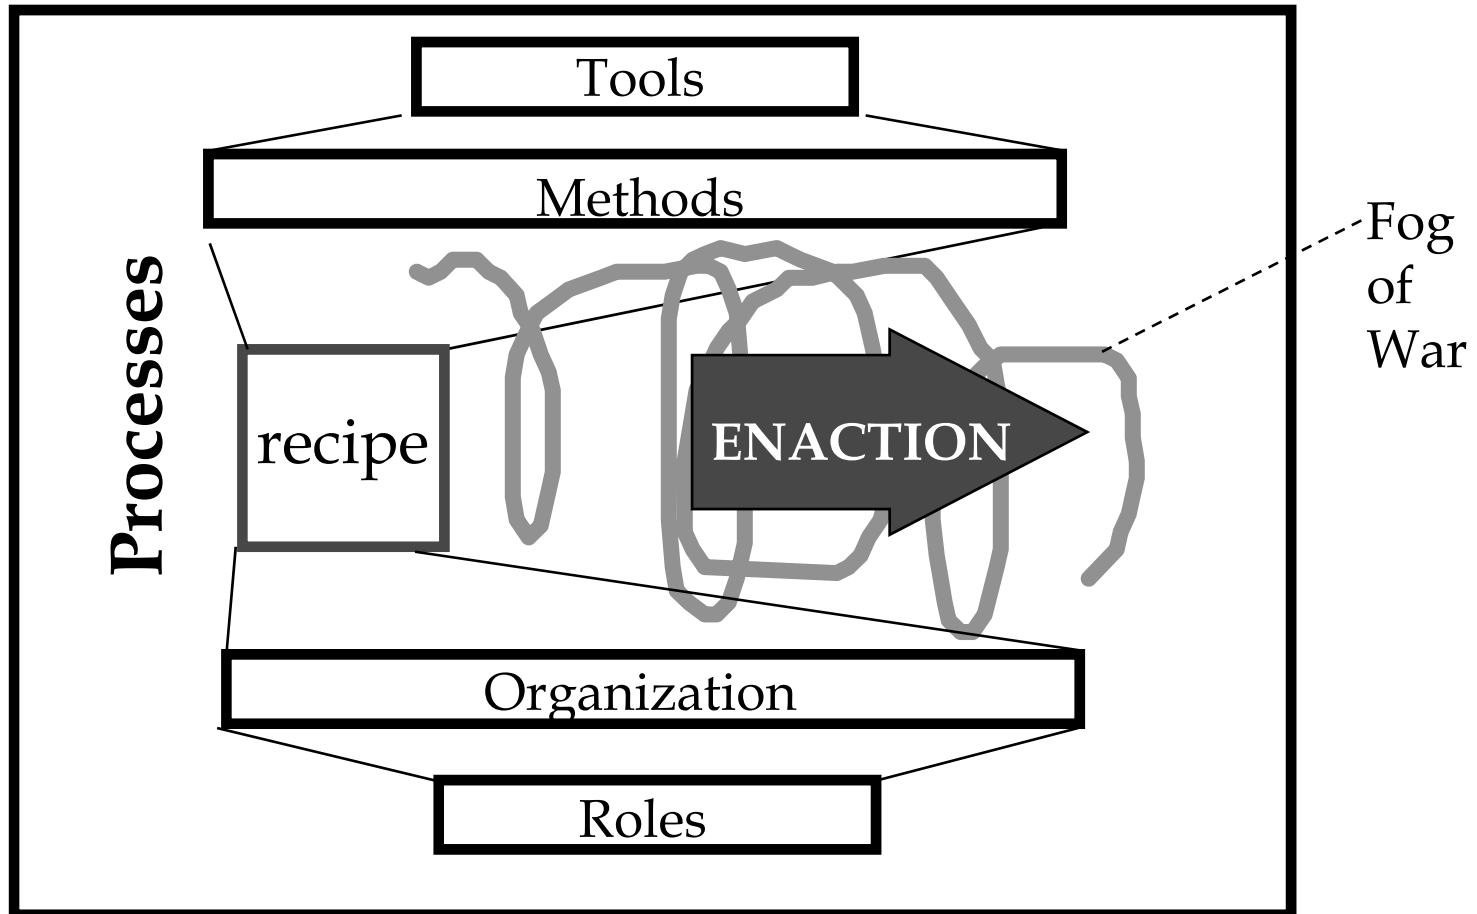 Tools
Methods
Processes
recipe
ENACTION
Fog
of
War
Organization
Roles